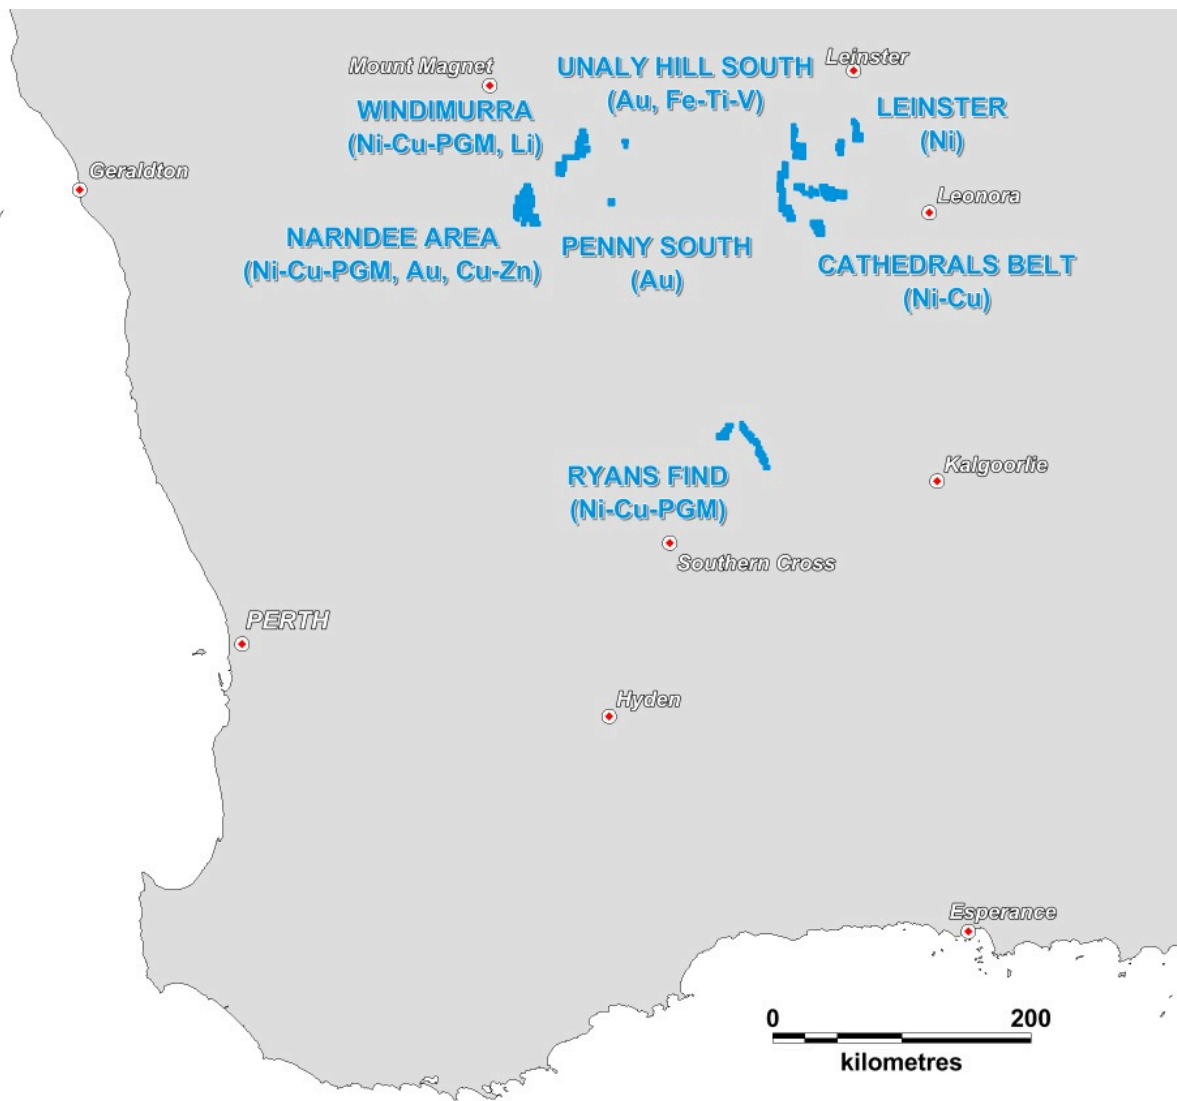 Mount Magnet
UNALY HILL SOUTH
(Au, Fe-Ti-V)
Leinster
WINDIMURRA
(Ni-Cu-PGM, Li)
LEINSTER
(Ni)
Geraldton
Leonora
NARNDEE AREA
(Ni-Cu-PGM, Au, Cu-Zn)
PENNY SOUTH
(Au)
CATHEDRALS BELT
(Ni-Cu)
RYANS FIND
(Ni-Cu-PGM)
Kalgoorlie
Southern Cross
PERTH
Hyden
Esperance
0 200
kilometres